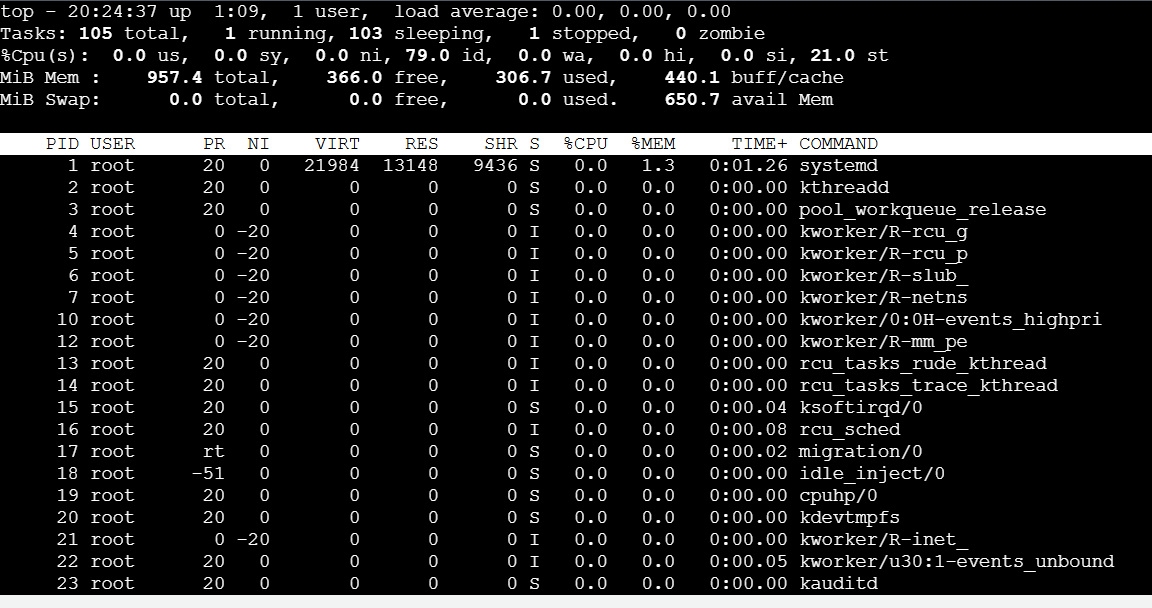 top - 20:24:37 up  1:09,  1 user,  load average: 0.00, 0.00, 0.00
Tasks: 105 total,   1 running, 103 sleeping,   1 stopped,   0 zombie
%Cpu(s):  0.0 us,  0.0 sy,  0.0 ni, 79.0 id,  0.0 wa,  0.0 hi,  0.0 si, 21.0 st
MiB Mem :    957.4 total,    366.0 free,    306.7 used,    440.1 buff/cache
MiB Swap:      0.0 total,      0.0 free,      0.0 used.    650.7 avail Mem
PID USER      PR  NI    VIRT    RES    SHR S  %CPU  %MEM     TIME+ COMMAND
1 root      20   0   21984  13148   9436 S   0.0   1.3   0:01.26 systemd
2 root      20   0       0      0      0 S   0.0   0.0   0:00.00 kthreadd
3 root      20   0       0      0      0 S   0.0   0.0   0:00.00 pool_workqueue_release
4 root       0 -20       0      0      0 I   0.0   0.0   0:00.00 kworker/R-rcu_g
5 root       0 -20       0      0      0 I   0.0   0.0   0:00.00 kworker/R-rcu_p
6 root       0 -20       0      0      0 I   0.0   0.0   0:00.00 kworker/R-slub_
7 root       0 -20       0      0      0 I   0.0   0.0   0:00.00 kworker/R-netns
10 root       0 -20       0      0      0 I   0.0   0.0   0:00.00 kworker/0:0H-events_highpri
12 root       0 -20       0      0      0 I   0.0   0.0   0:00.00 kworker/R-mm_pe
13 root      20   0       0      0      0 I   0.0   0.0   0:00.00 rcu_tasks_rude_kthread
14 root      20   0       0      0      0 I   0.0   0.0   0:00.00 rcu_tasks_trace_kthread
15 root      20   0       0      0      0 S   0.0   0.0   0:00.04 ksoftirqd/0
16 root      20   0       0      0      0 I   0.0   0.0   0:00.08 rcu_sched
17 root      rt   0       0      0      0 S   0.0   0.0   0:00.02 migration/0
18 root     -51   0       0      0      0 S   0.0   0.0   0:00.00 idle_inject/0
19 root      20   0       0      0      0 S   0.0   0.0   0:00.00 cpuhp/0
20 root      20   0       0      0      0 S   0.0   0.0   0:00.00 kdevtmpfs
21 root       0 -20       0      0      0 I   0.0   0.0   0:00.00 kworker/R-inet_
22 root      20   0       0      0      0 I   0.0   0.0   0:00.05 kworker/u30:1-events_unbound
23 root      20   0       0      0      0 S   0.0   0.0   0:00.00 kauditd